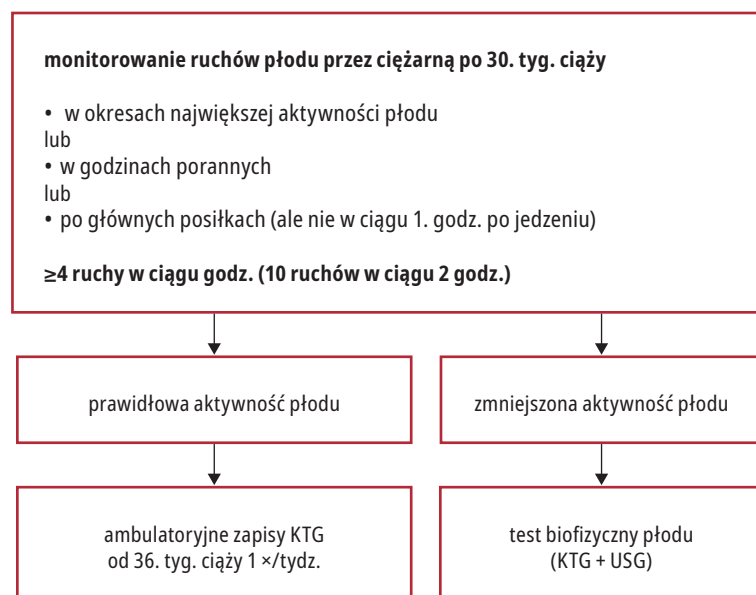 monitorowanie ruchów płodu przez ciężarną po 30. tyg. ciąży
• w okresach największej aktywności płodu
lub
• w godzinach porannych
lub
• po głównych posiłkach (ale nie w ciągu 1. godz. po jedzeniu)
≥4 ruchy w ciągu godz. (10 ruchów w ciągu 2 godz.)
prawidłowa aktywność płodu
zmniejszona aktywność płodu
ambulatoryjne zapisy KTG
od 36. tyg. ciąży 1 ×/tydz.
test biofizyczny płodu
(KTG + USG)